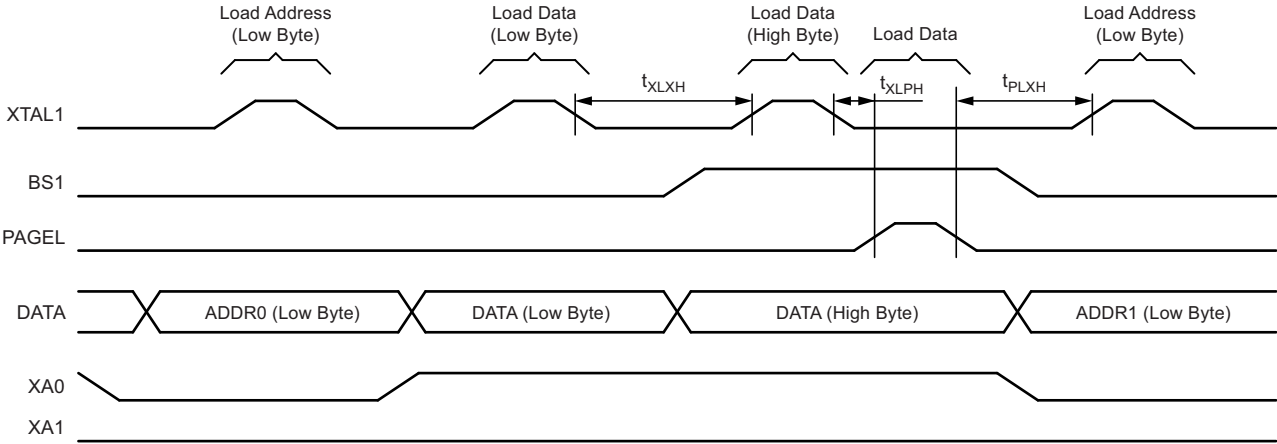 Load Address
(Low Byte)
Load Data
(Low Byte)
Load Data
(High Byte)
Load Data
Load Address
(Low Byte)
tXLXH
tXLPH
tPLXH
XTAL1
BS1
PAGEL
DATA
ADDR0 (Low Byte)
DATA (Low Byte)
DATA (High Byte)
ADDR1 (Low Byte)
XA0
XA1